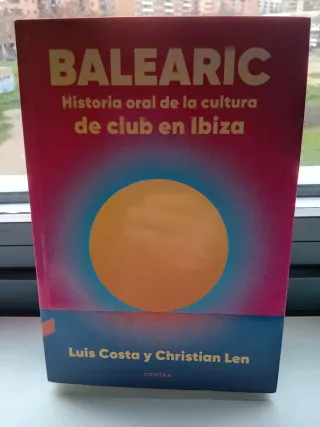 BALEARIC
Historia oral de la cultura
de club en Ibiza
Luis Costa y Christian Len
CONTRA